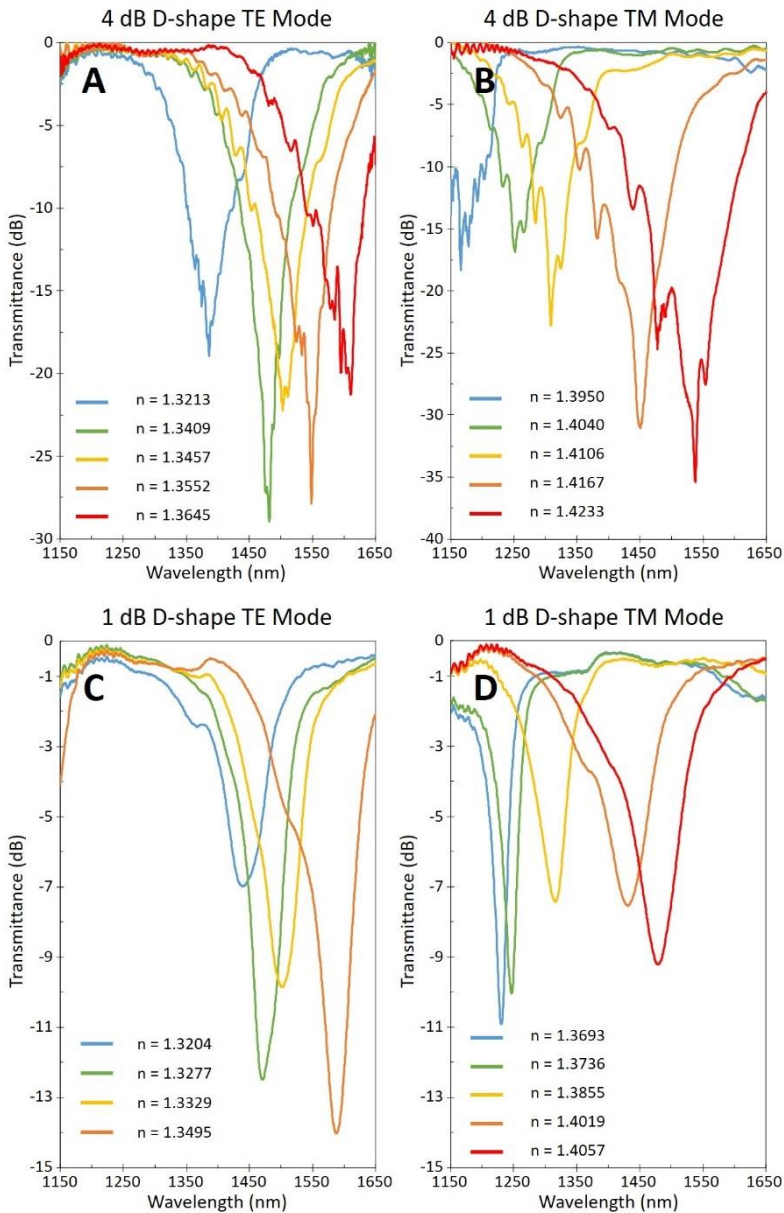 4 dB D-shape TE Mode
A
Transmittance (dB)
0
-5
-10
-15
-20
-25
-30
n = 1.3213
n = 1.3409
n = 1.3457
n = 1.3552
n = 1.3645
1150 1250 1350 1450 1550 1650
Wavelength (nm)
4 dB D-shape TM Mode
B
Transmittance (dB)
0
-5
-10
-15
-20
-25
-30
-35
-40
n = 1.3950
n = 1.4040
n = 1.4106
n = 1.4167
n = 1.4233
1150 1250 1350 1450 1550 1650
Wavelength (nm)
1 dB D-shape TE Mode
C
Transmittance (dB)
0
-1
-3
-5
-7
-9
-11
-13
-15
n = 1.3204
n = 1.3277
n = 1.3329
n = 1.3495
1150 1250 1350 1450 1550 1650
Wavelength (nm)
1 dB D-shape TM Mode
D
Transmittance (dB)
0
-1
-3
-5
-7
-9
-11
-13
-15
n = 1.3693
n = 1.3736
n = 1.3855
n = 1.4019
n = 1.4057
1150 1250 1350 1450 1550 1650
Wavelength (nm)